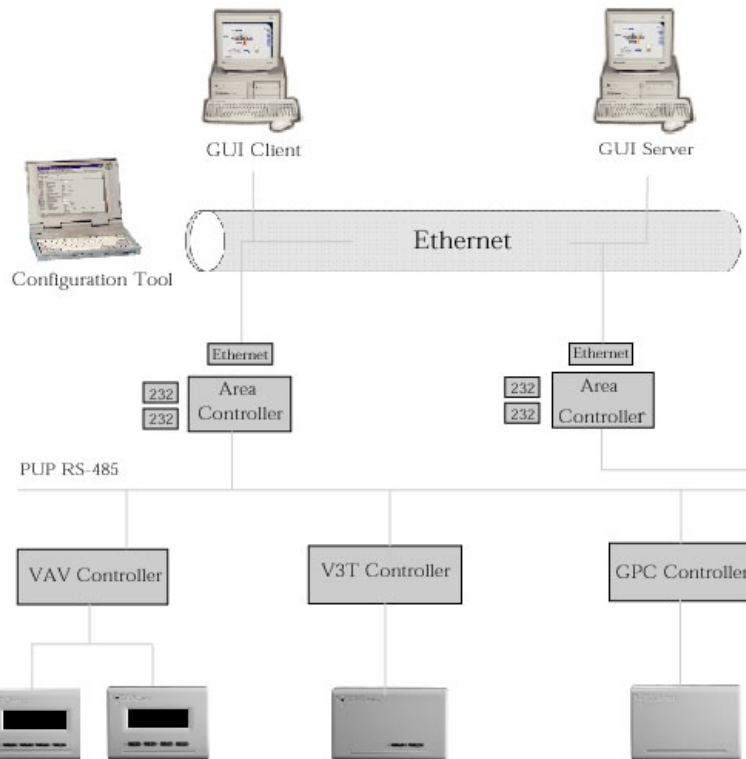 GUI Client
GUI Server
Configuration Tool
Ethernet
Ethernet
Ethernet
232
232
Area
Controller
232
232
Area
Controller
PUP RS-485
VAV Controller
V3T Controller
GPC Controller